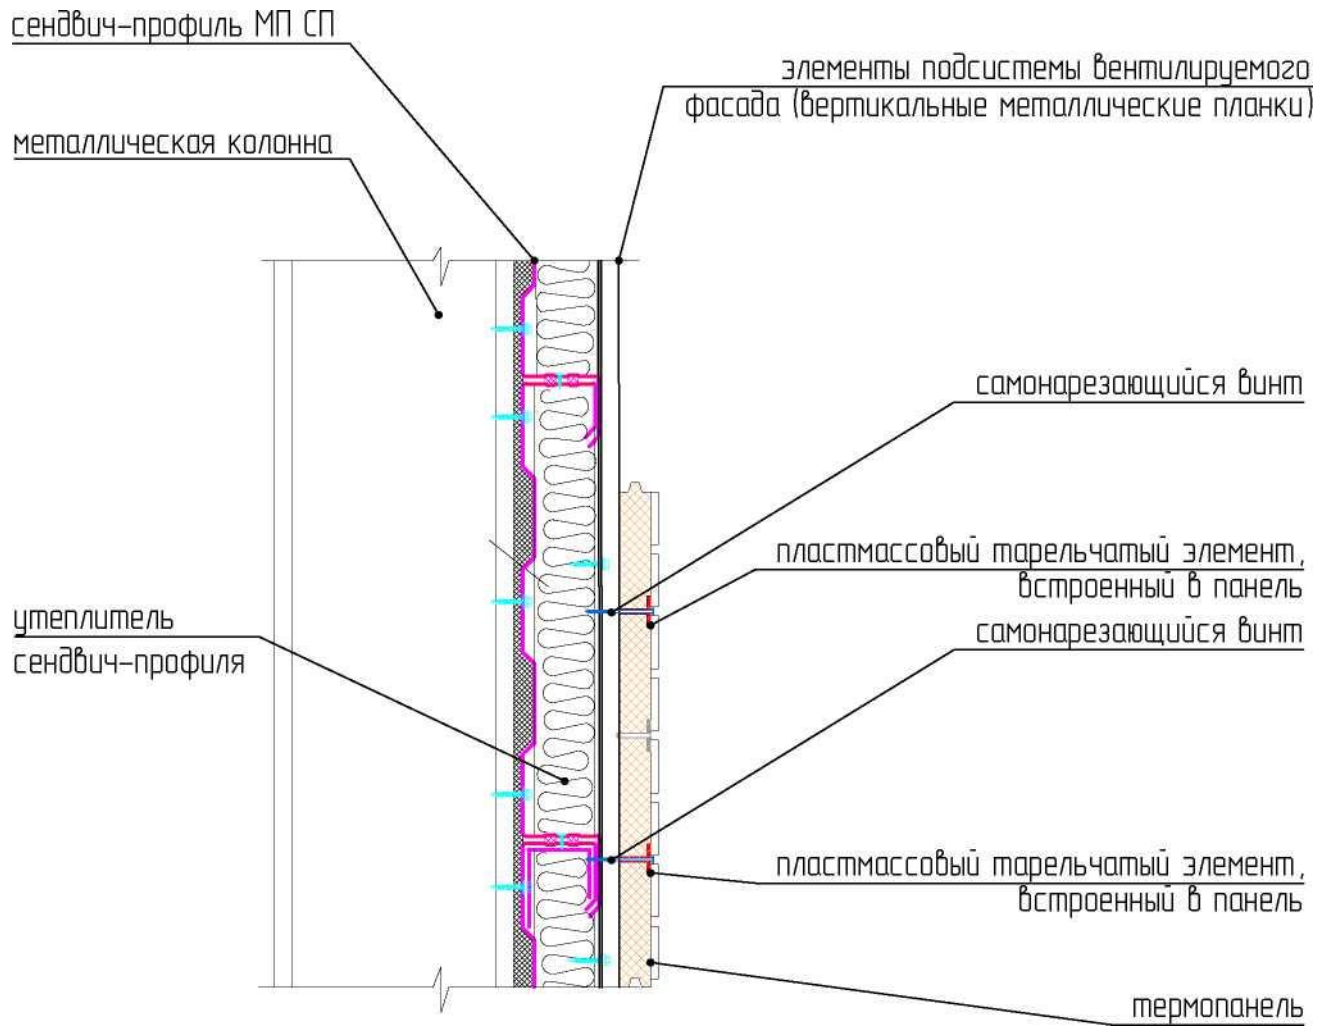 сендвич-профиль МП СП
элементы подсистемы вентилируемого
фасада (вертикальные металлические планки)
металлическая колонна
самонарезающийся винт
пластмассовый тарельчатый элемент,
встроенный в панель
утеплитель
сендвич-профиля
самонарезающийся винт
пластмассовый тарельчатый элемент,
встроенный в панель
термопанель